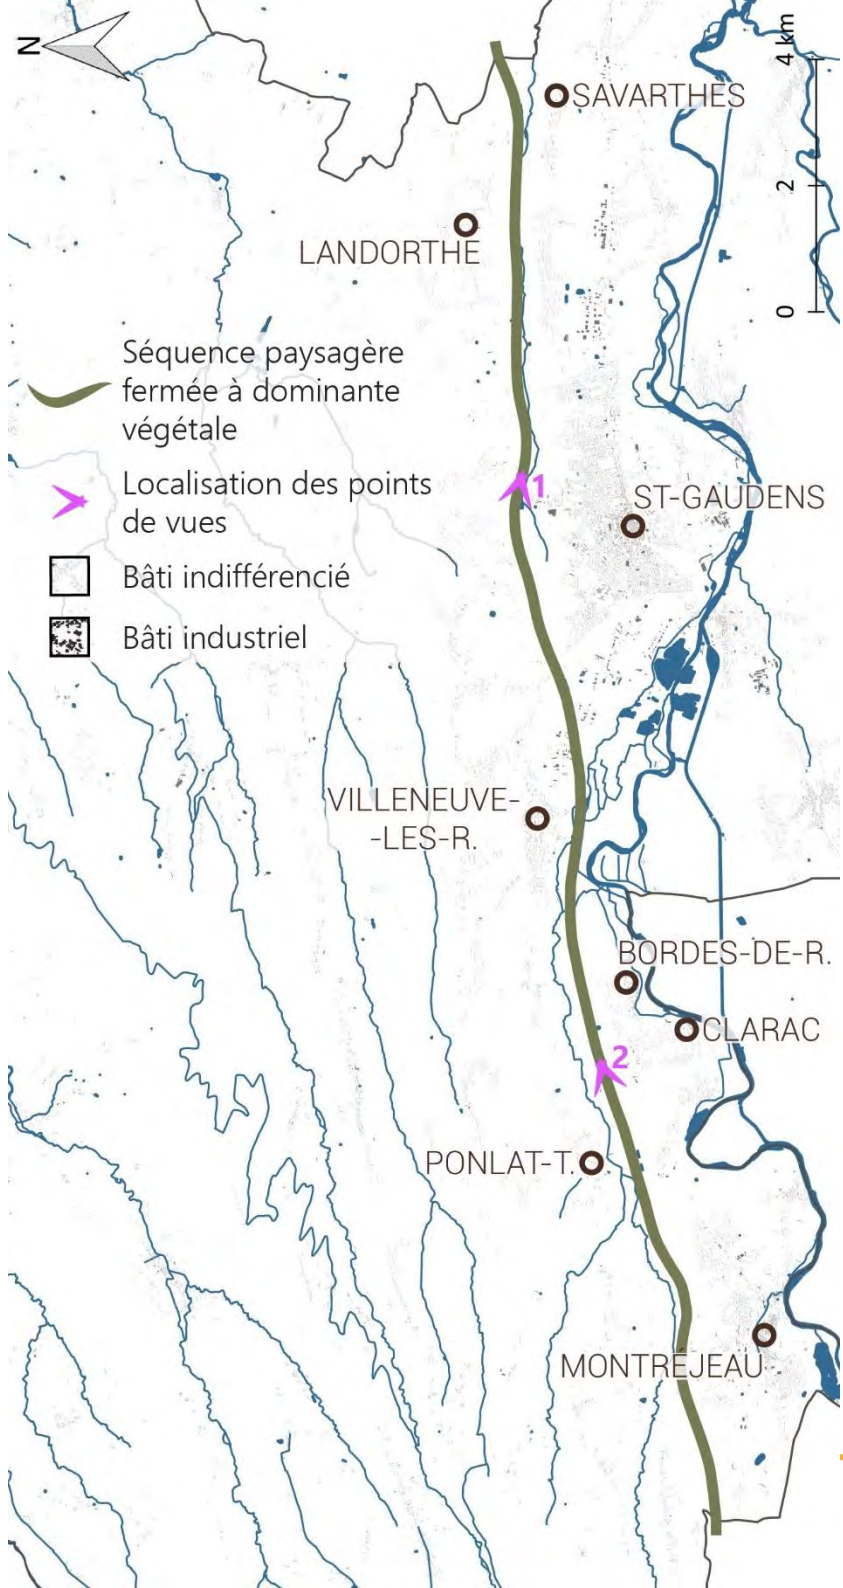 N
SAVARTHES
4 km
2
0
LANDORTHE
Séquence paysagère
fermée à dominante
végétale
Localisation des points
de vues
Bâti indifférencié
Bâti industriel
1
ST-GAUDENS
VILLENEUVE-
-LES-R.
BORDES-DE-R.
CLARAC
2
PONLAT-T.
MONTRÉJEAU